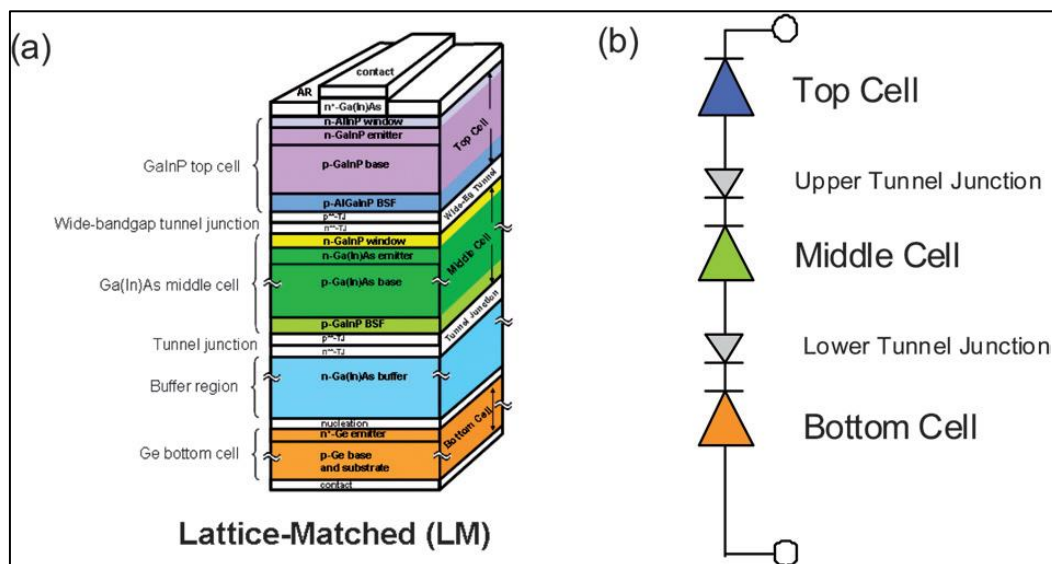 (a)
contact
AR
n⁺-Ga(In)As
n-AlInP window
n-GaInP emitter
p-GaInP base
p-AlGaInP BSF
p⁺⁺-TJ
n⁺⁺-TJ
n-GaInP window
n-Ga(In)As emitter
p-Ga(In)As base
p-GaInP BSF
p⁺⁺-TJ
n⁺⁺-TJ
n-Ga(In)As buffer
nucleation
n⁺-Ge emitter
p-Ge base
and substrate
contact
GaInP top cell
Wide-bandgap tunnel junction
Ga(In)As middle cell
Tunnel junction
Buffer region
Ge bottom cell
Top Cell
Wide-Eg Tunnel
Middle Cell
Tunnel Junction
Bottom Cell
Lattice-Matched (LM)
(b)
Top Cell
Upper Tunnel Junction
Middle Cell
Lower Tunnel Junction
Bottom Cell